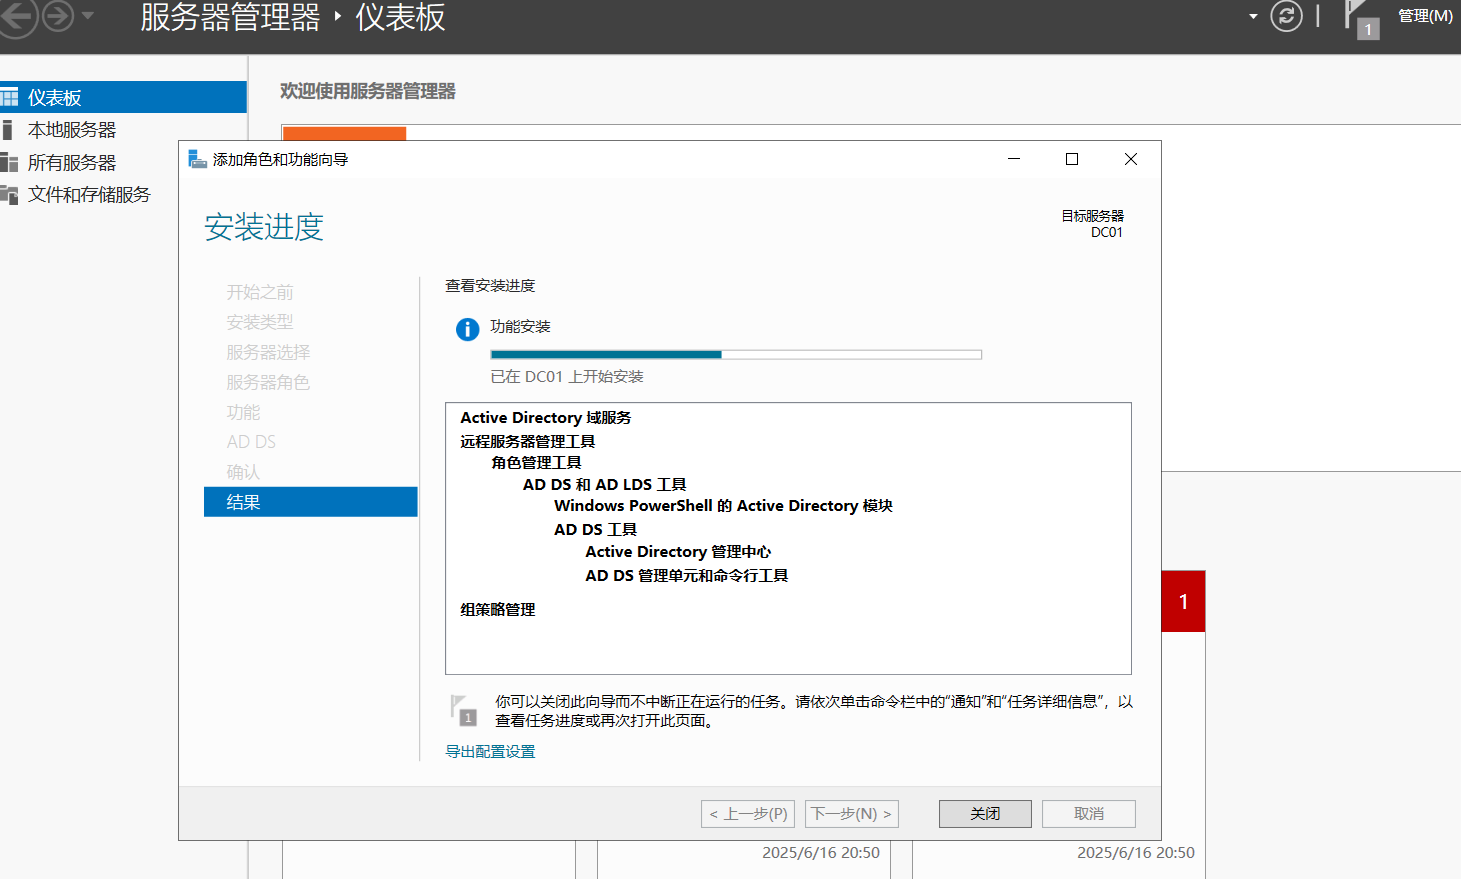 服务器管理器 ‣ 仪表板
1
管理(M)
仪表板
本地服务器
所有服务器
文件和存储服务
欢迎使用服务器管理器
添加角色和功能向导
安装进度
目标服务器
DC01
开始之前
安装类型
服务器选择
服务器角色
功能
AD DS
确认
结果
查看安装进度
功能安装
已在 DC01 上开始安装
Active Directory 域服务
远程服务器管理工具
角色管理工具
AD DS 和 AD LDS 工具
Windows PowerShell 的 Active Directory 模块
AD DS 工具
Active Directory 管理中心
AD DS 管理单元和命令行工具
组策略管理
1
1
你可以关闭此向导而不中断正在运行的任务。请依次单击命令栏中的“通知”和“任务详细信息”，以
查看任务进度或再次打开此页面。
导出配置设置
< 上一步(P)
下一步(N) >
关闭
取消
2025/6/16 20:50
2025/6/16 20:50